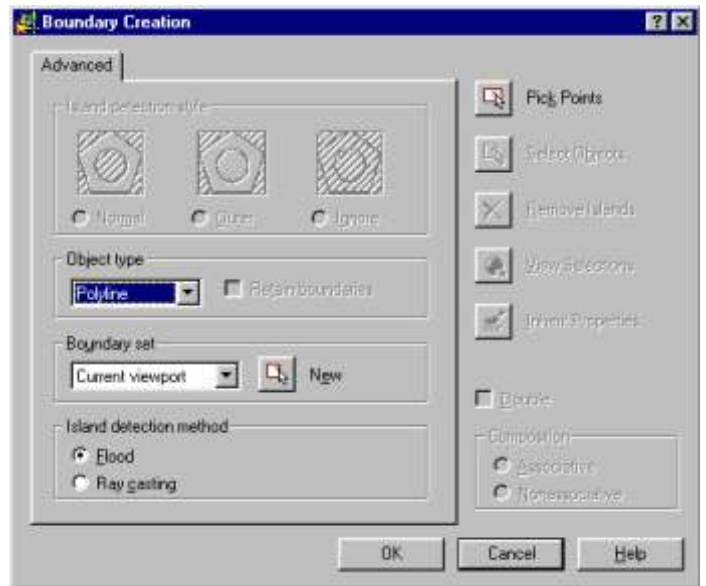 Boundary Creation
Advanced
Island detection style
Normal
Outer
Ignore
Object type
Polyline
Retain boundaries
Boundary set
Current viewport
New
Island detection method
Flood
Ray casting
Pick Points
Select Objects
Remove Islands
View Selections
Inherit Properties
Double
Composition
Associative
Nonassociative
OK
Cancel
Help